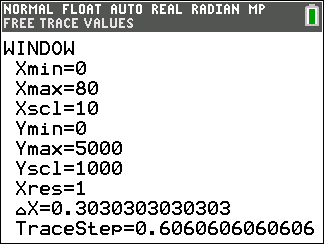 NORMAL FLOAT AUTO REAL RADIAN MP
FREE TRACE VALUES
WINDOW
Xmin=0
Xmax=80
Xscl=10
Ymin=0
Ymax=5000
Yscl=1000
Xres=1
△X=0.3030303030303
TraceStep=0.6060606060606